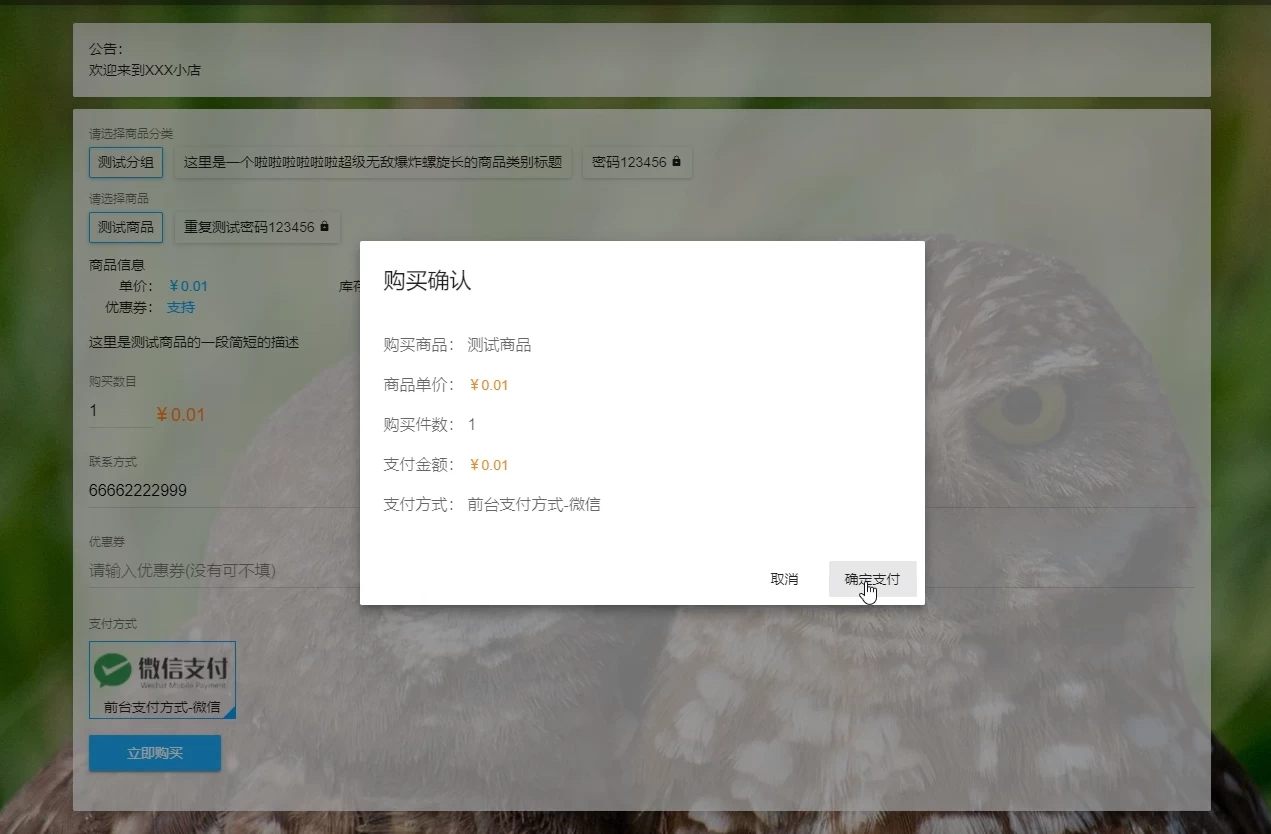 公告：
欢迎来到XXX小店
请选择商品分类
测试分组 这里是一个啦啦啦啦啦啦超级无敌爆炸螺旋长的商品类别标题 密码123456
请选择商品
测试商品 重复测试密码123456
商品信息
单价： ￥0.01 库存
优惠券： 支持
这里是测试商品的一段简短的描述
购买数目
1 ￥0.01
联系方式
66662222999
优惠券
请输入优惠券(没有可不填)
支付方式
微信支付
Wechat Mobile Payment
前台支付方式-微信
立即购买
购买确认
购买商品： 测试商品
商品单价： ￥0.01
购买件数： 1
支付金额： ￥0.01
支付方式： 前台支付方式-微信
取消 确定支付